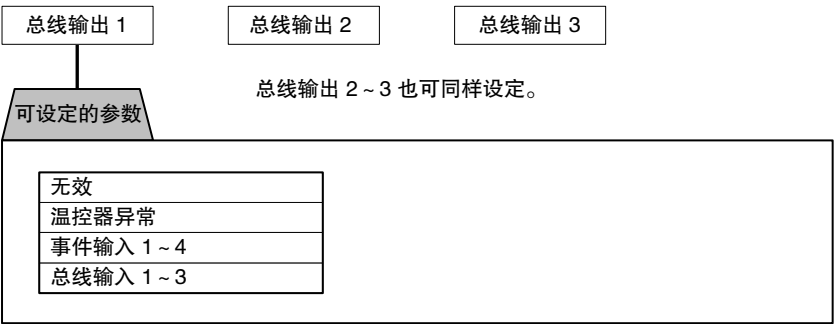 总线输出 1
总线输出 2
总线输出 3
总线输出 2 ~ 3 也可同样设定。
可设定的参数
无效
温控器异常
事件输入 1 ~ 4
总线输入 1 ~ 3